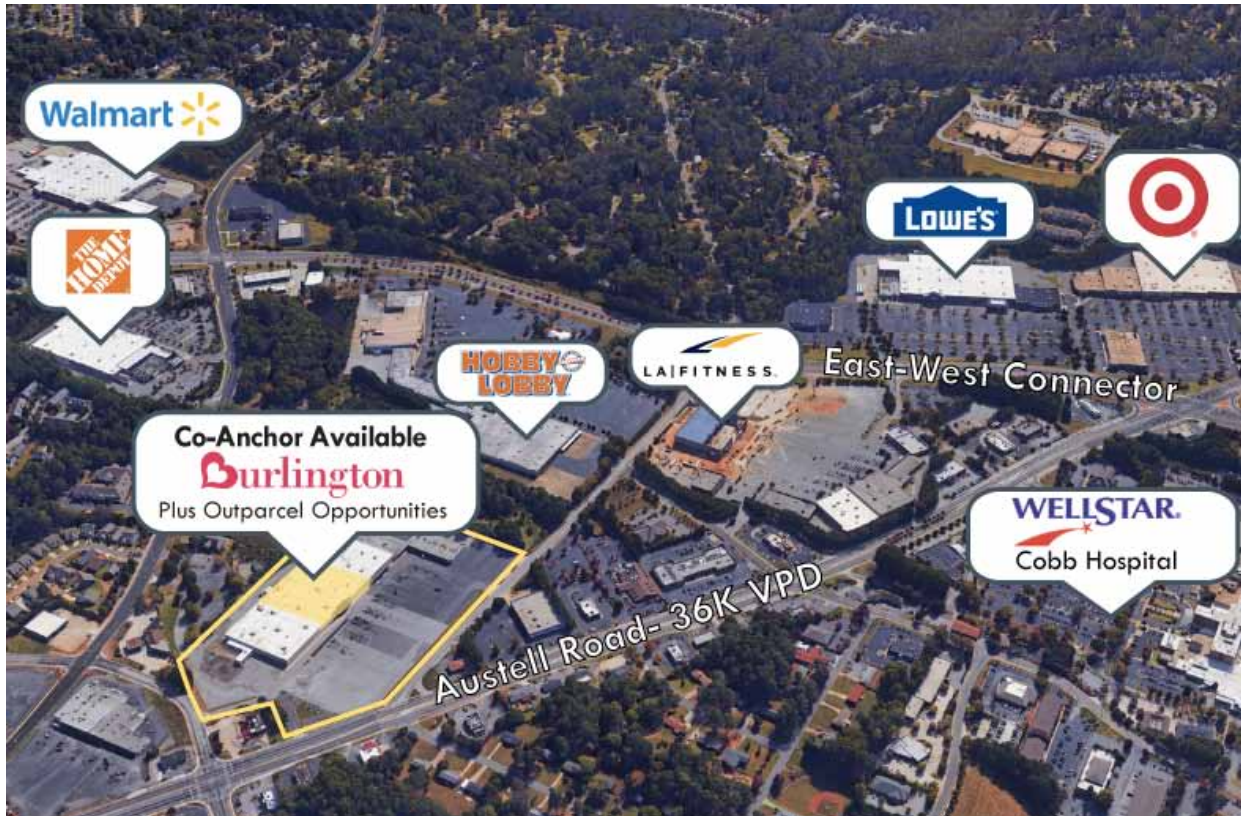 Walmart
THE
HOME
DEPOT
LOWE'S
HOBBY
LOBBY
LA|FITNESS.
East-West Connector
Co-Anchor Available
Burlington
Plus Outparcel Opportunities
WELLSTAR®
Cobb Hospital
Austell Road- 36K VPD